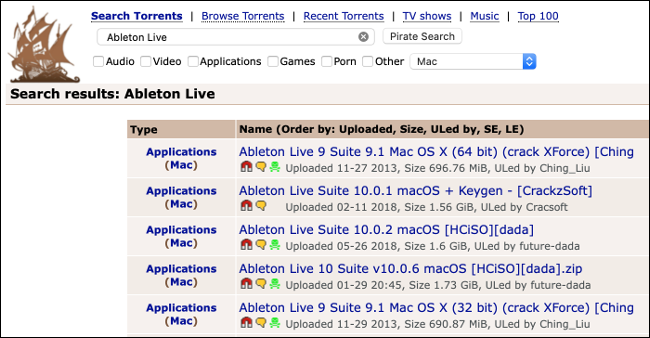 Search Torrents | Browse Torrents | Recent Torrents | TV shows | Music | Top 100
Ableton Live Pirate Search
Audio Video Applications Games Porn Other Mac
Search results: Ableton Live
Type Name (Order by: Uploaded, Size, ULed by, SE, LE)
Applications Ableton Live 9 Suite 9.1 Mac OS X (64 bit) (crack XForce) [Ching
(Mac) Uploaded 11-27 2013, Size 696.76 MiB, ULed by Ching_Liu
Applications Ableton Live Suite 10.0.1 macOS + Keygen - [CrackzSoft]
(Mac) Uploaded 02-11 2018, Size 1.56 GiB, ULed by Cracsoft
Applications Ableton Live Suite 10.0.2 macOS [HCiSO][dada]
(Mac) Uploaded 05-26 2018, Size 1.6 GiB, ULed by future-dada
Applications Ableton Live 10 Suite v10.0.6 macOS [HCiSO][dada].zip
(Mac) Uploaded 01-29 20:45, Size 1.73 GiB, ULed by future-dada
Applications Ableton Live 9 Suite 9.1 Mac OS X (32 bit) (crack XForce) [Ching
(Mac) Uploaded 11-29 2013, Size 690.87 MiB, ULed by Ching_Liu